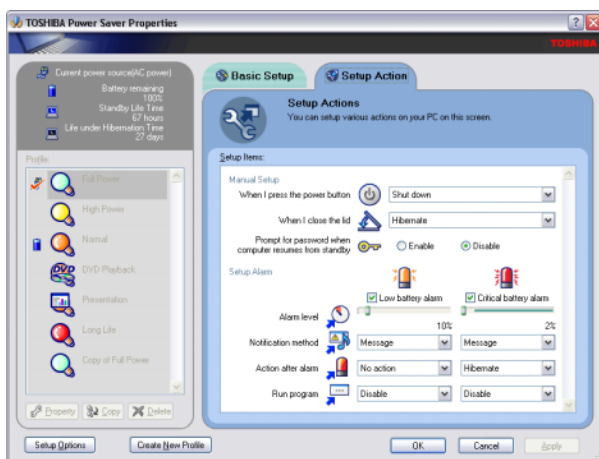 TOSHIBA Power Saver Properties
TOSHIBA
Current power source(AC power)
Battery remaining
100%
Standby Life Time
67 hours
Life under Hibernation Time
27 days
Profile:
Full Power
High Power
Normal
DVD Playback
Presentation
Long Life
Copy of Full Power
Property Copy Delete
Setup Options Create New Profile
Basic Setup Setup Action
Setup Actions
You can setup various actions on your PC on this screen.
Setup Items:
Manual Setup
When I press the power button Shut down
When I close the lid Hibernate
Prompt for password when
computer resumes from standby Enable Disable
Setup Alarm
Low battery alarm Critical battery alarm
Alarm level
10% 2%
Notification method Message Message
Action after alarm No action Hibernate
Run program Disable Disable
OK Cancel Apply